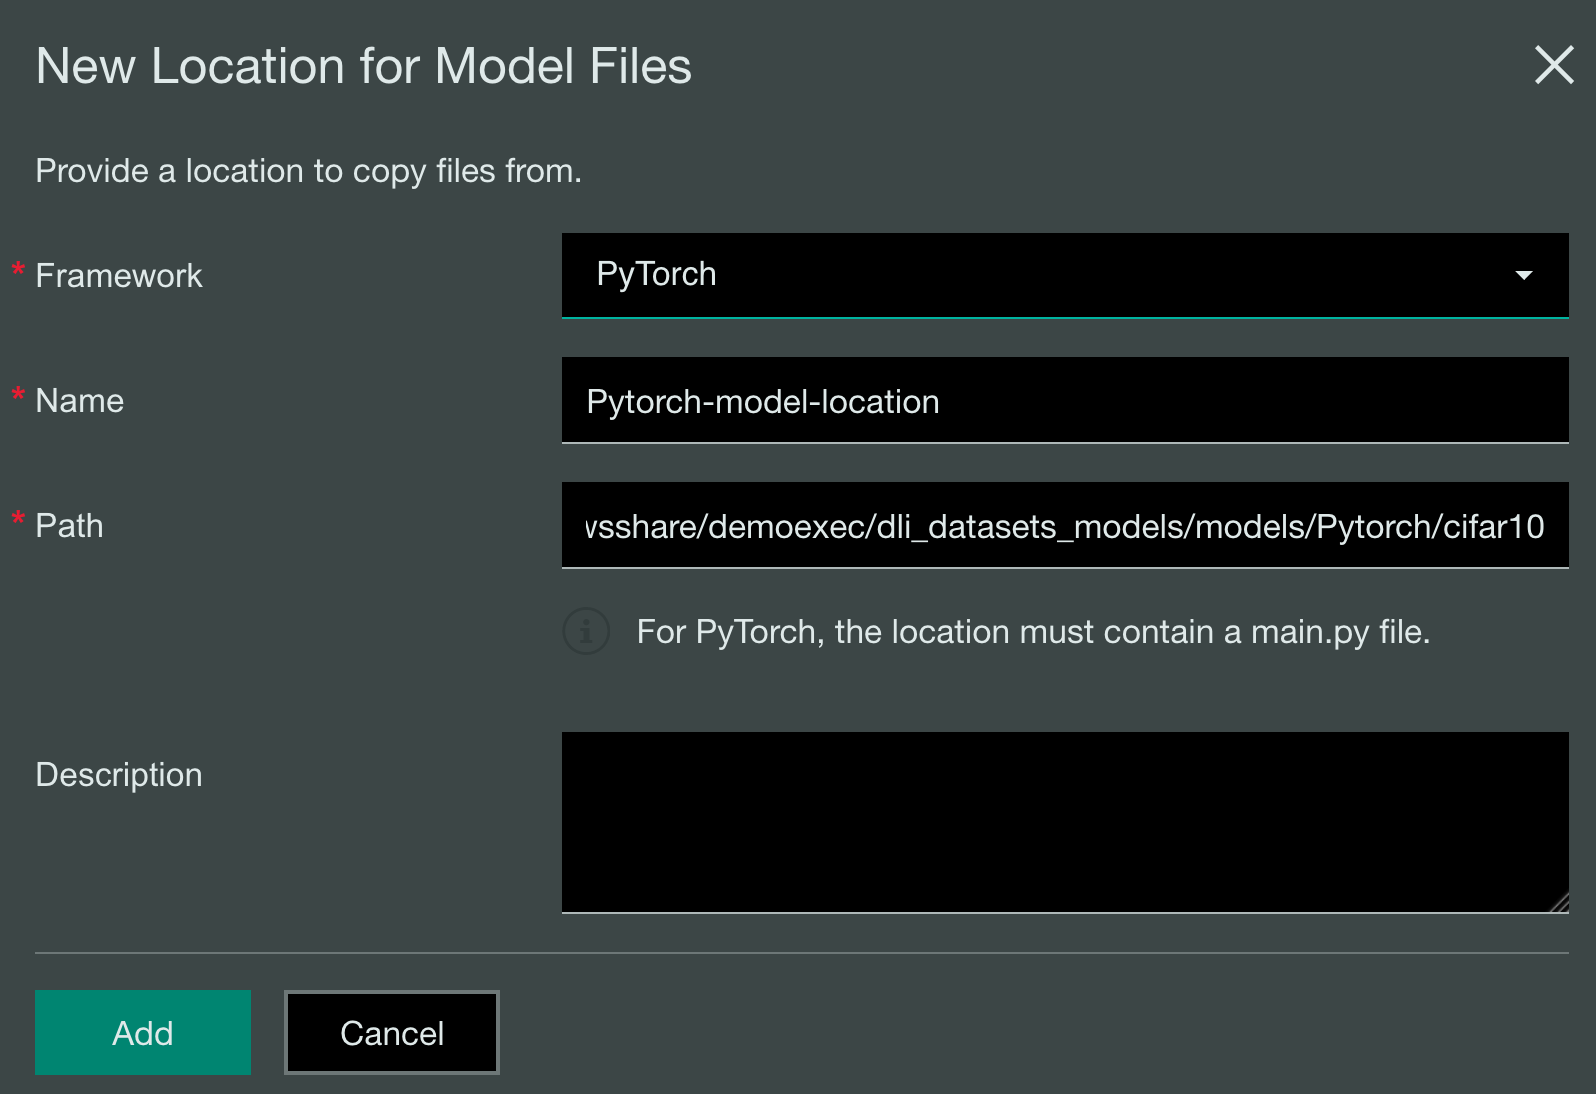 New Location for Model Files
Provide a location to copy files from.
* Framework
PyTorch
* Name
Pytorch-model-location
* Path
/demoexec/dli_datasets_models/models/Pytorch/cifar10
For PyTorch, the location must contain a main.py file.
Description
Add
Cancel